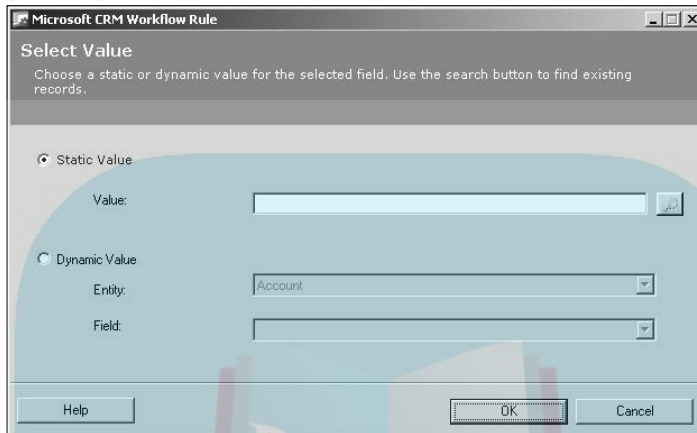 Microsoft CRM Workflow Rule
Select Value
Choose a static or dynamic value for the selected field. Use the search button to find existing
records.
Static Value
Value:
Dynamic Value
Entity:
Account
Field:
Help
OK
Cancel